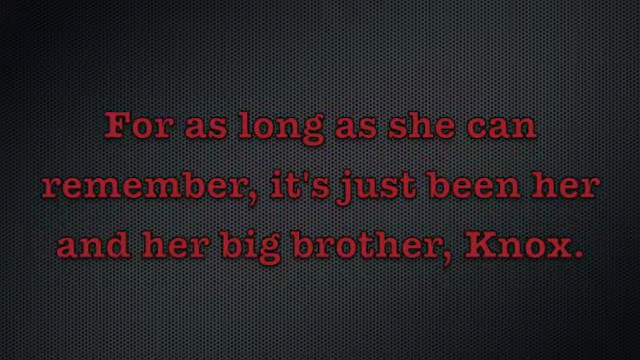 For as long as she can
remember, it's just been her
and her big brother, Knox.